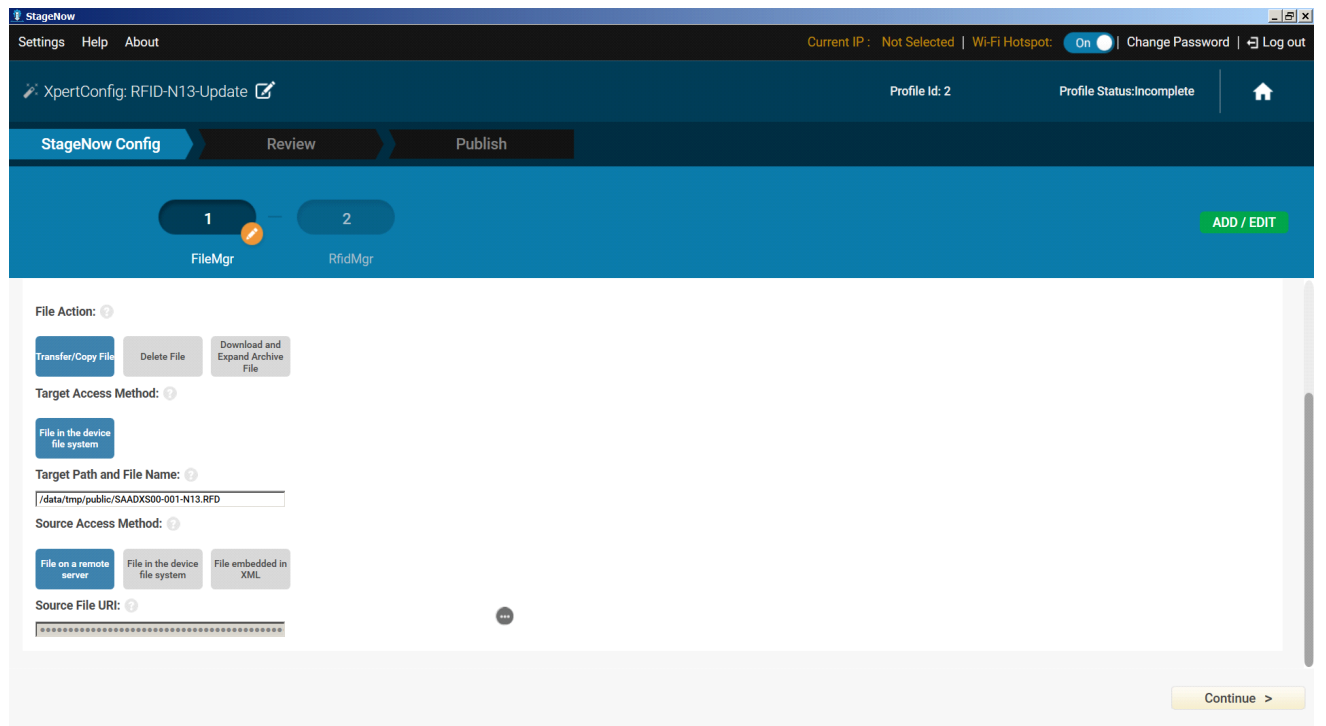 StageNow
Settings Help About Current IP : Not Selected | Wi-Fi Hotspot: On | Change Password | Log out
XpertConfig: RFID-N13-Update Profile Id: 2 Profile Status:Incomplete
StageNow Config Review Publish
1 2
ADD / EDIT
FileMgr RfidMgr
File Action: ?
Transfer/Copy File Delete File Download and
Expand Archive
File
Target Access Method: ?
File in the device
file system
Target Path and File Name: ?
/data/tmp/public/SAADXS00-001-N13.RFD
Source Access Method: ?
File on a remote
server
File in the device
file system
File embedded in
XML
Source File URI: ?
Continue >